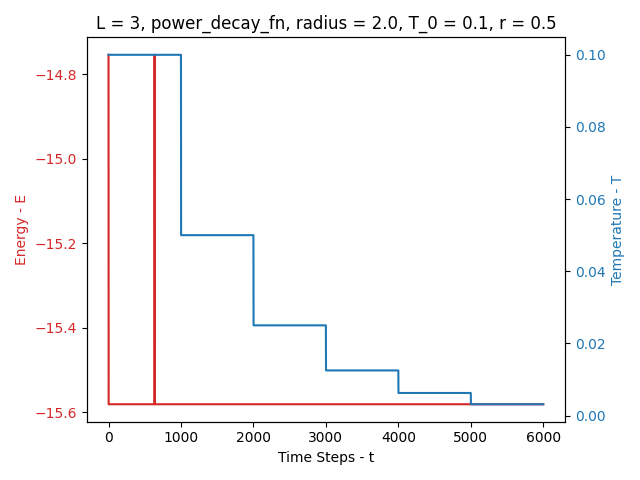 L = 3, power_decay_fn, radius = 2.0, T_0 = 0.1, r = 0.5
Energy - E
−14.8
−15.0
−15.2
−15.4
−15.6
0.10
0.08
0.06
0.04
0.02
0.00
Temperature - T
0 1000 2000 3000 4000 5000 6000
Time Steps - t